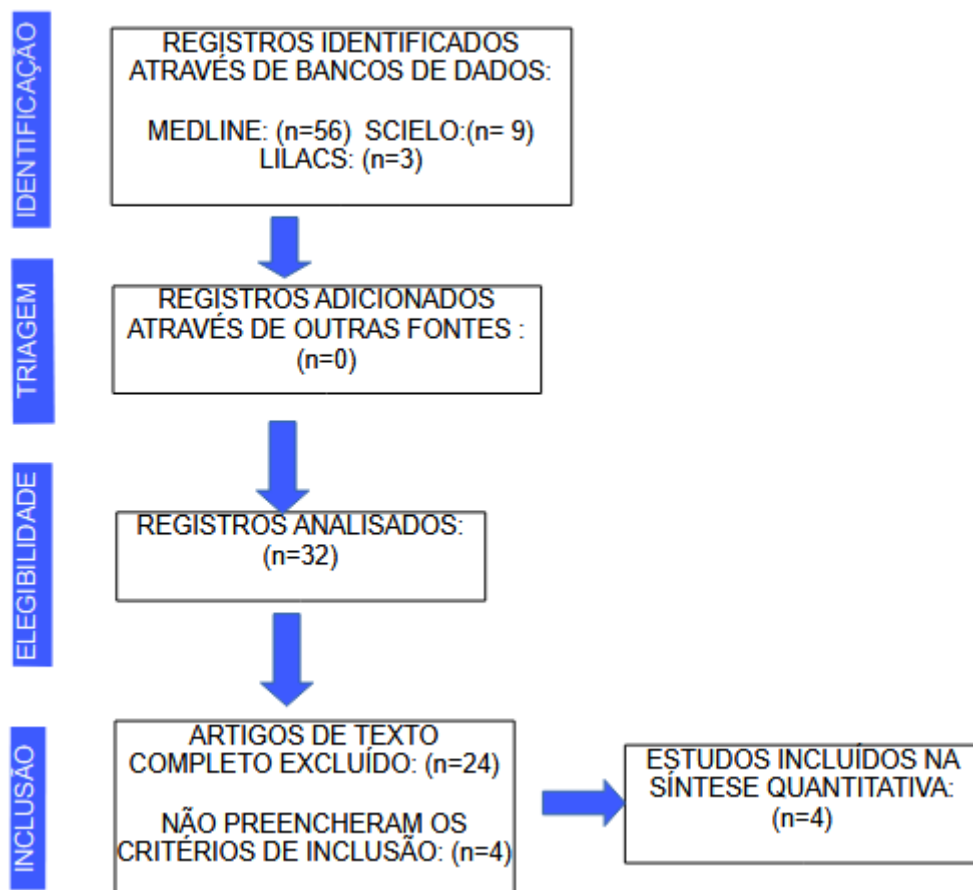 IDENTIFICAÇÃO
REGISTROS IDENTIFICADOS
ATRAVÉS DE BANCOS DE DADOS:
MEDLINE: (n=56) SCIELO:(n= 9)
LILACS: (n=3)
TRIAGEM
REGISTROS ADICIONADOS
ATRAVÉS DE OUTRAS FONTES :
(n=0)
ELEGIBILIDADE
REGISTROS ANALISADOS:
(n=32)
INCLUSÃO
ARTIGOS DE TEXTO
COMPLETO EXCLUÍDO: (n=24)
NÃO PREENCHERAM OS
CRITÉRIOS DE INCLUSÃO: (n=4)
ESTUDOS INCLUÍDOS NA
SÍNTESE QUANTITATIVA:
(n=4)